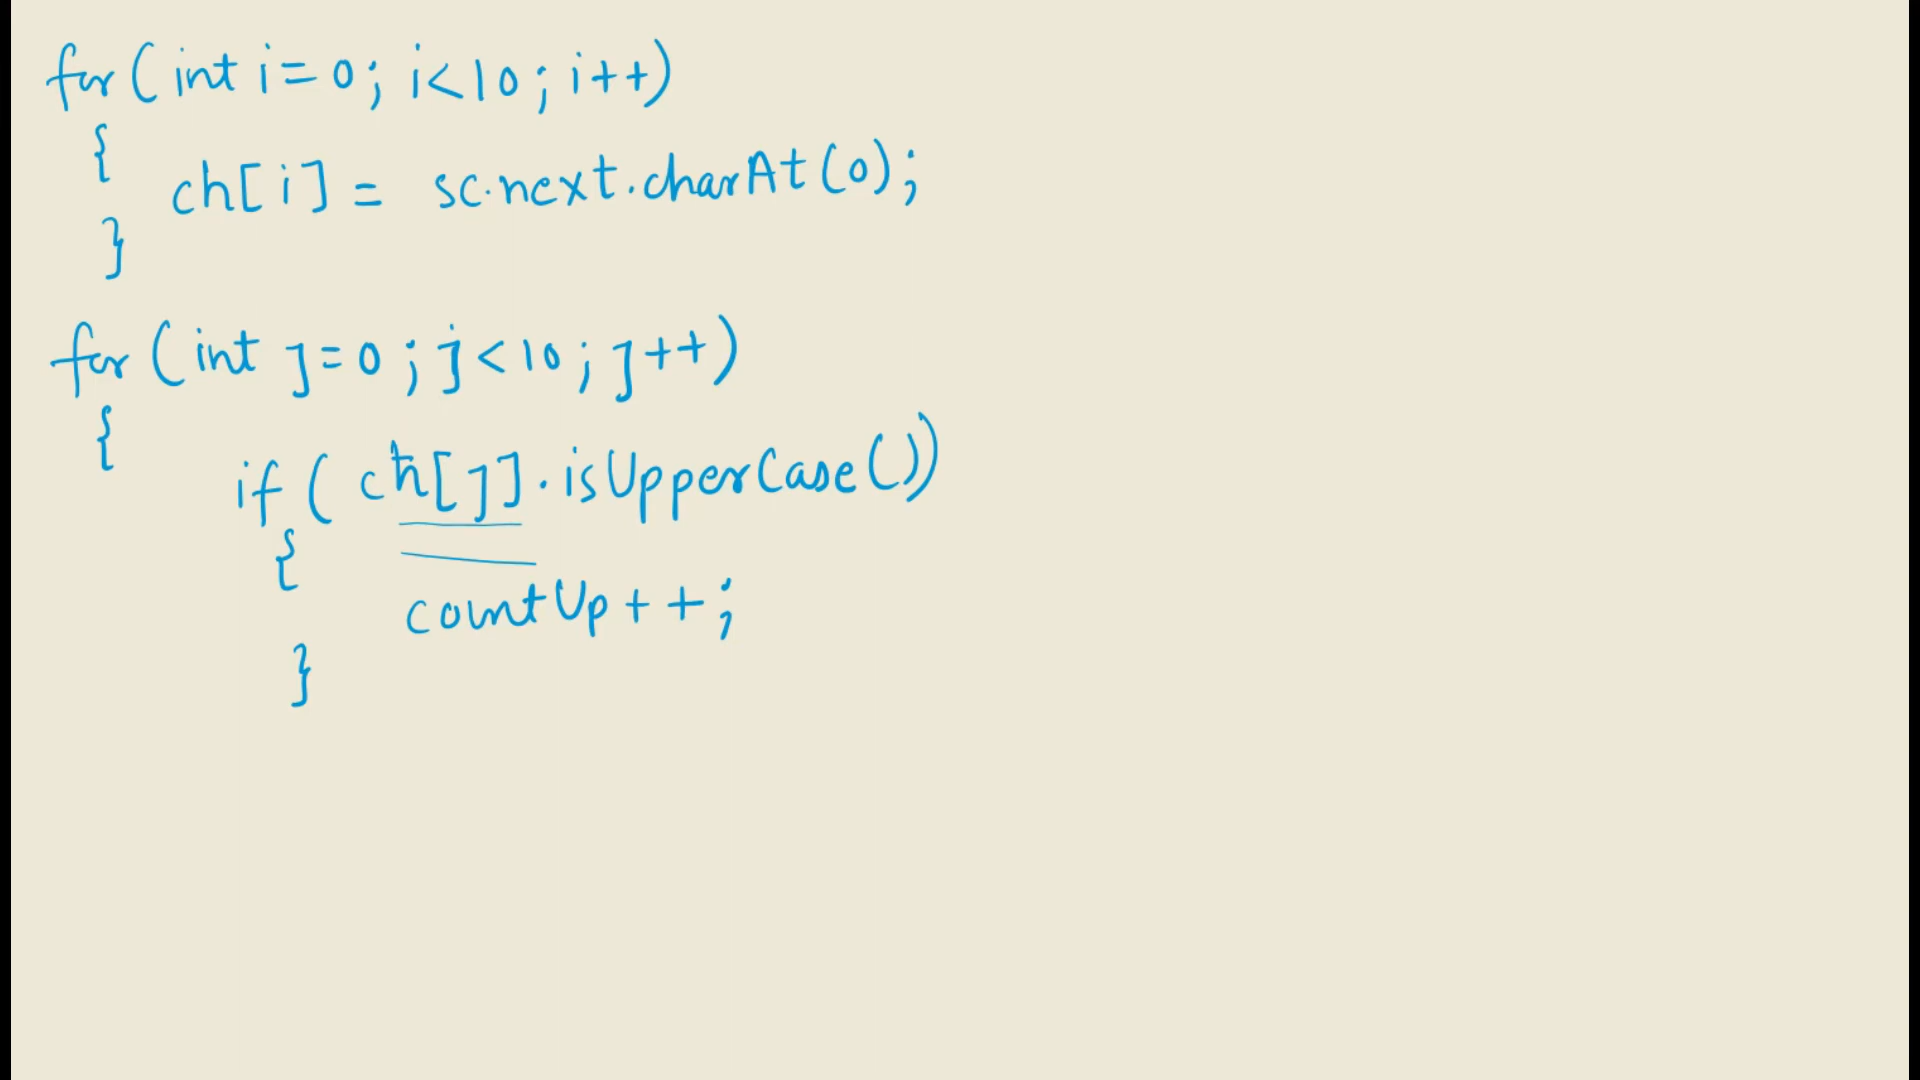 for(int i=0; i<10; i++)
{
ch[i] = sc.next.charAt(0);
}
for(int j=0; j<10; j++)
{
if( ch[j].isUpperCase())
{
countUp++;
}